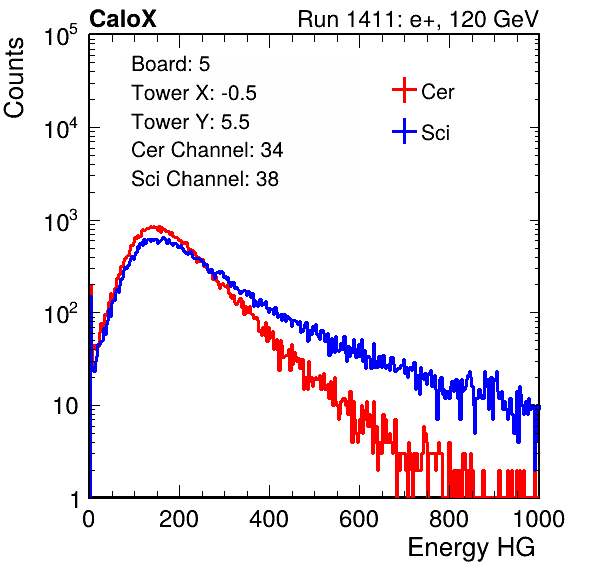 CaloX Run 1411: e+, 120 GeV
Counts
Board: 5
Tower X: -0.5
Tower Y: 5.5
Cer Channel: 34
Sci Channel: 38
Cer
Sci
10^5
10^4
10^3
10^2
10
1
0 200 400 600 800 1000
Energy HG